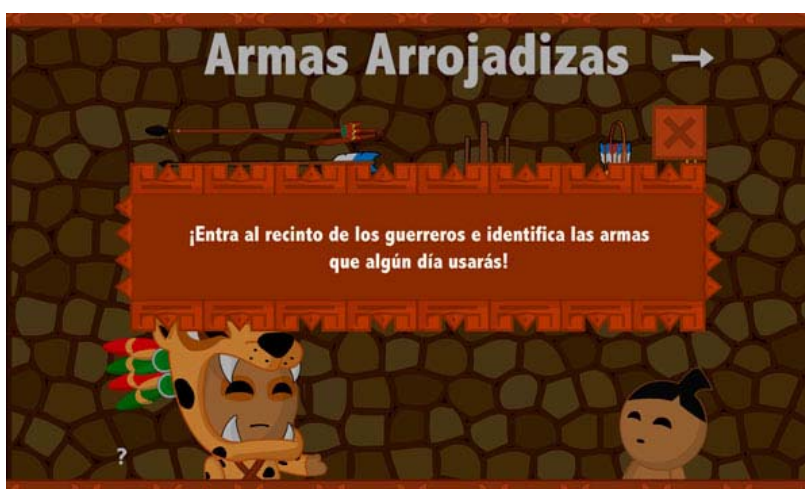 Armas Arrojadizas →
¡Entra al recinto de los guerreros e identifica las armas
que algún día usarás!
?